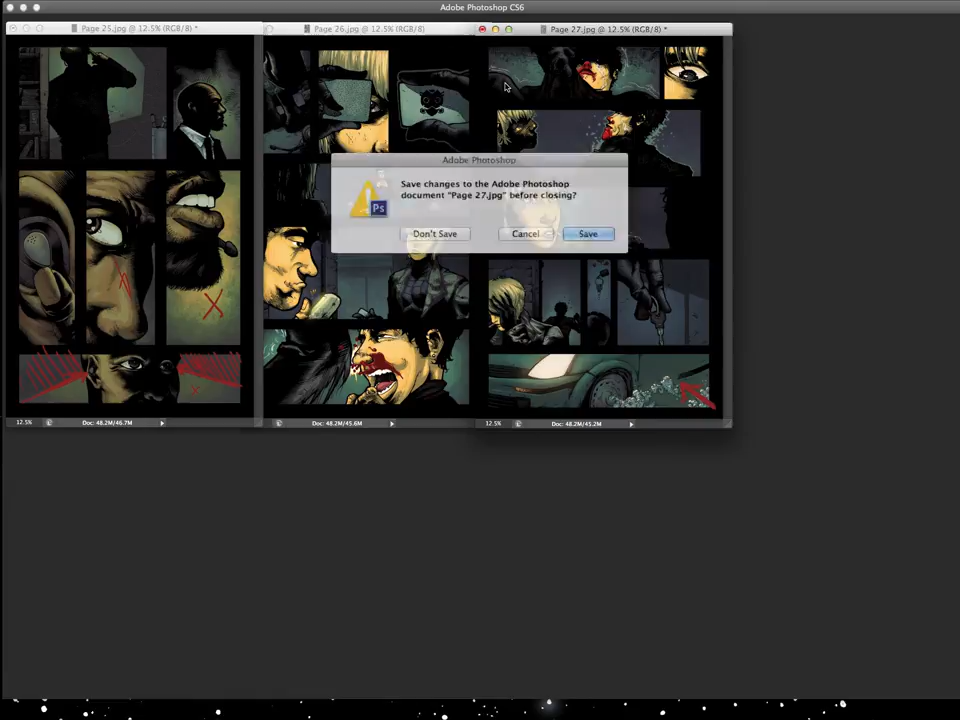 Adobe Photoshop CS6
Page 25.jpg @ 12.5% (RGB/8) *
Page 26.jpg @ 12.5% (RGB/8)
Page 27.jpg @ 12.5% (RGB/8) *
Adobe Photoshop
Save changes to the Adobe Photoshop
document "Page 27.jpg" before closing?
Ps
Don't Save
Cancel
Save
12.5%
Doc: 48.2M/46.7M
Doc: 48.2M/45.6M
12.5%
Doc: 48.2M/45.2M